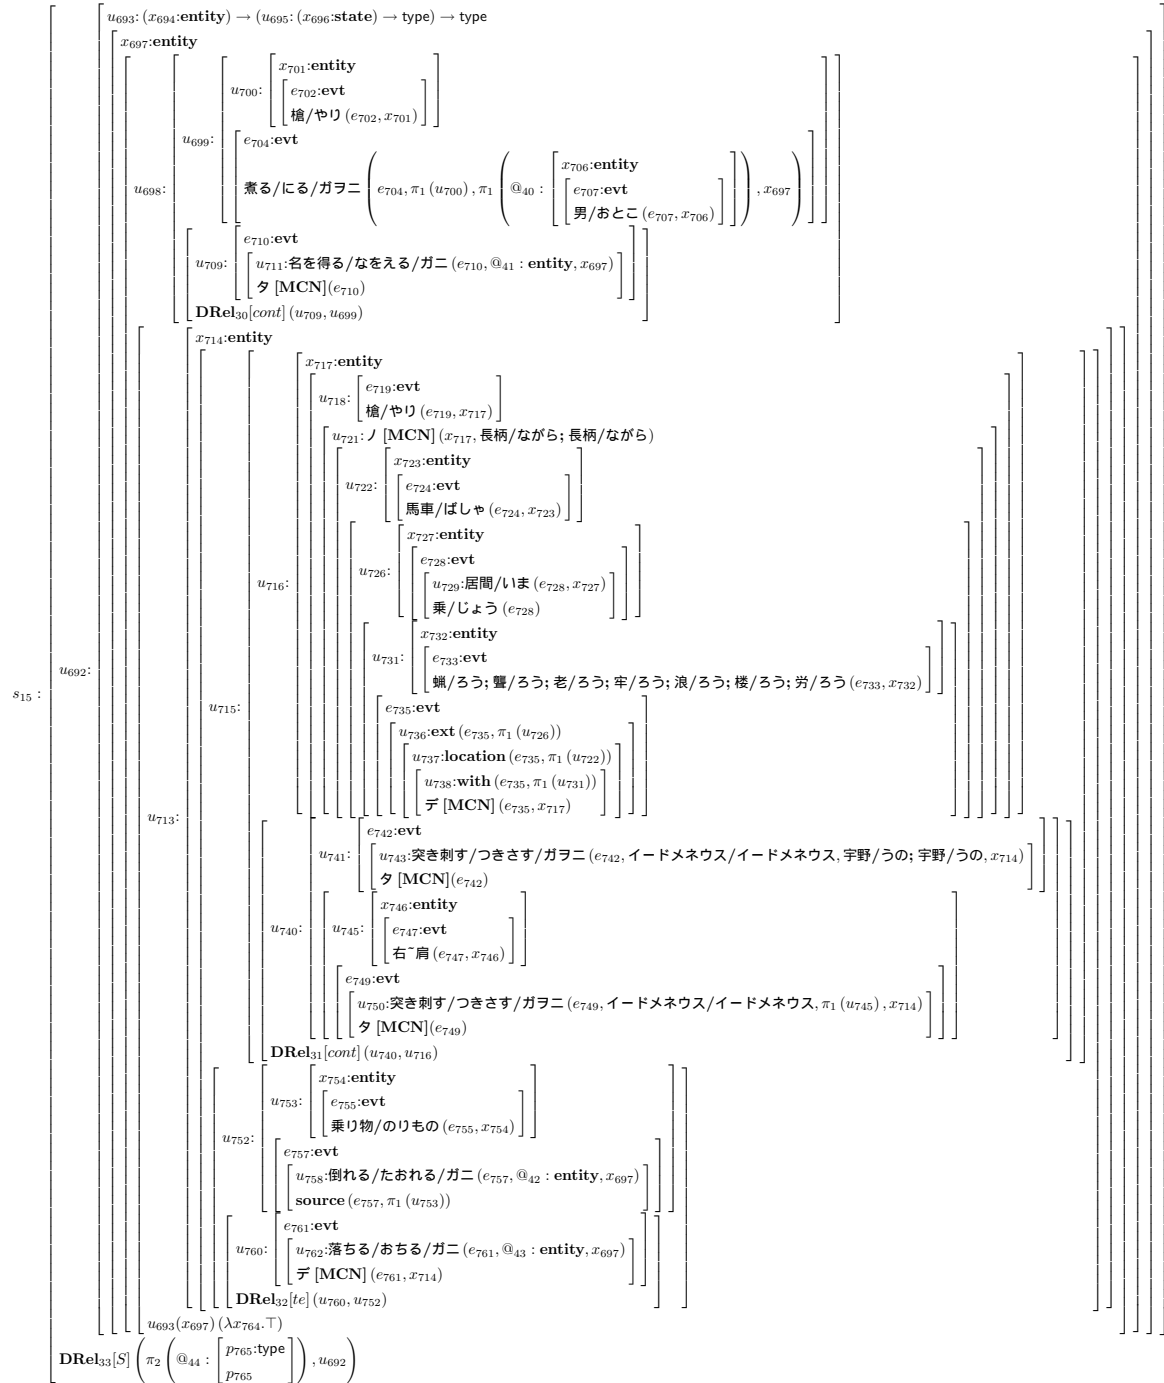 u693: (x694:entity) → (u695: (x696:state) → type) → type
x697:entity
x701:entity
u700:
e702:evt
槍/やり (e702, x701)
u699:
e704:evt
x706:entity
u698:
煮る/にる/ガヲニ (e704, π1 (u700) , π1 (@40 :
e707:evt
) , x697)
男/おとこ (e707, x706)
e710:evt
u709:
u711:名を得る/なをえる/ガニ (e710, @41 : entity, x697)
タ [MCN](e710)
DRel30[cont] (u709, u699)
x714:entity
x717:entity
u718:
e719:evt
槍/やり (e719, x717)
u721:ノ [MCN] (x717, 長柄/ながら; 長柄/ながら)
x723:entity
u722:
e724:evt
馬車/ばしゃ (e724, x723)
x727:entity
u726:
e728:evt
u729:居間/いま (e728, x727)
u716:
乗/じょう (e728)
x732:entity
u731:
e733:evt
u692:
蝋/ろう; 聾/ろう; 老/ろう; 牢/ろう; 浪/ろう; 楼/ろう; 労/ろう (e733, x732)
s15 :
e735:evt
u715:
u736:ext (e735, π1 (u726))
u737:location (e735, π1 (u722))
u738:with (e735, π1 (u731))
デ [MCN] (e735, x717)
u713:
e742:evt
u741:
u743:突き刺す/つきさす/ガヲニ (e742, イードメネウス/イードメネウス, 宇野/うの; 宇野/うの, x714)
タ [MCN](e742)
x746:entity
u740:
u745:
e747:evt
右~肩 (e747, x746)
e749:evt
u750:突き刺す/つきさす/ガヲニ (e749, イードメネウス/イードメネウス, π1 (u745) , x714)
タ [MCN](e749)
DRel31[cont] (u740, u716)
x754:entity
u753:
e755:evt
乗り物/のりもの (e755, x754)
u752:
e757:evt
u758:倒れる/たおれる/ガニ (e757, @42 : entity, x697)
source (e757, π1 (u753))
e761:evt
u760:
u762:落ちる/おちる/ガニ (e761, @43 : entity, x697)
デ [MCN] (e761, x714)
DRel32[te] (u760, u752)
u693(x697) (λx764.⊤)
DRel33[S] (π2 (@44 :
p765:type
) , u692)
p765